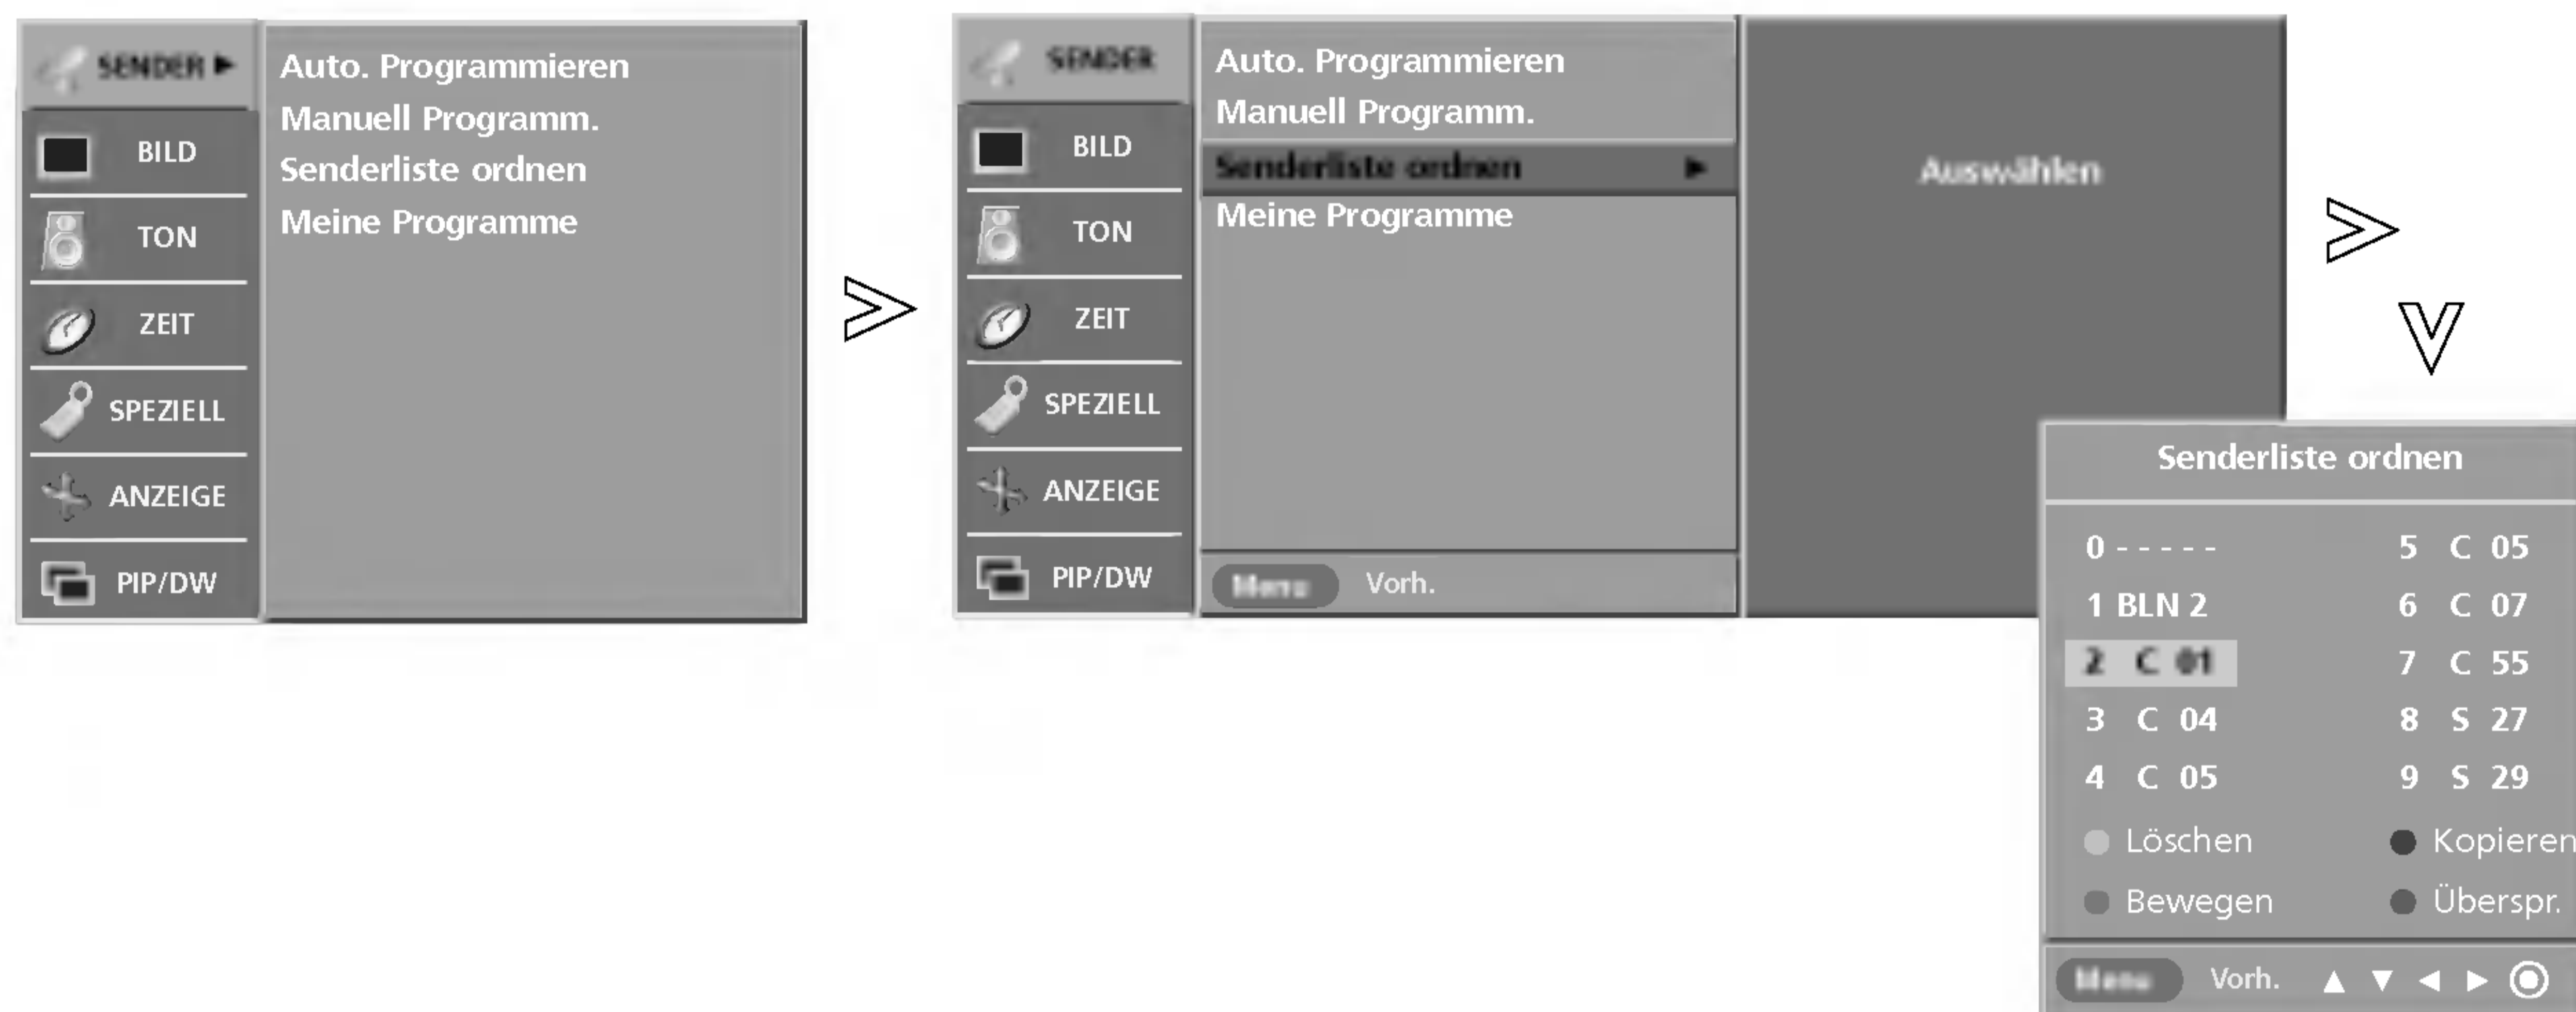 SENDER ▶
BILD
TON
ZEIT
SPEZIELL
ANZEIGE
PIP/DW
Auto. Programmieren
Manuell Programm.
Senderliste ordnen
Meine Programme
SENDER
BILD
TON
ZEIT
SPEZIELL
ANZEIGE
PIP/DW
Auto. Programmieren
Manuell Programm.
Senderliste ordnen ▶
Meine Programme
Menu Vorh.
Auswählen
Senderliste ordnen
0 - - - - -
1 BLN 2
2 C 01
3 C 04
4 C 05
5 C 05
6 C 07
7 C 55
8 S 27
9 S 29
Löschen
Kopieren
Bewegen
Überspr.
Menu Vorh. ▲ ▼ ◀ ▶